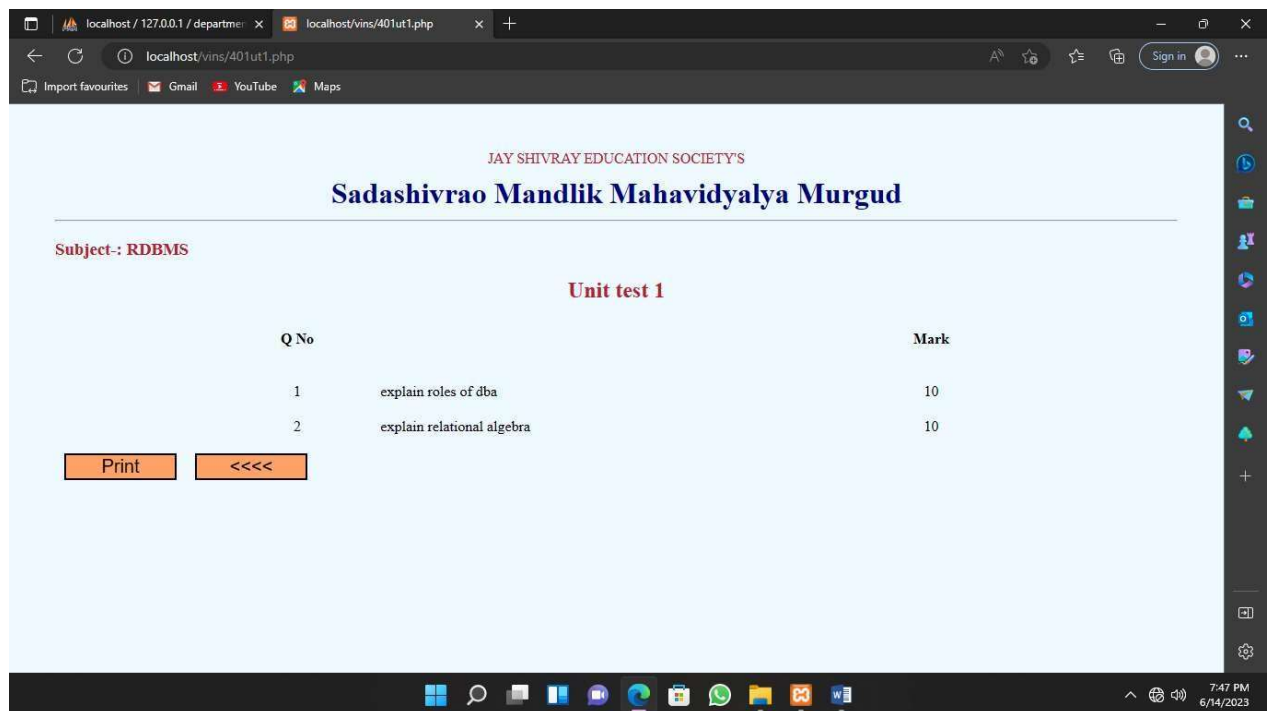 localhost / 127.0.0.1 / departmen
localhost/vins/401ut1.php
localhost/vins/401ut1.php
Sign in
Import favourites
Gmail
YouTube
Maps
JAY SHIVRAY EDUCATION SOCIETY'S
Sadashivrao Mandlik Mahavidyalya Murgud
Subject-: RDBMS
Unit test 1
Q No Mark
1 explain roles of dba 10
2 explain relational algebra 10
Print <<<<
7:47 PM
6/14/2023